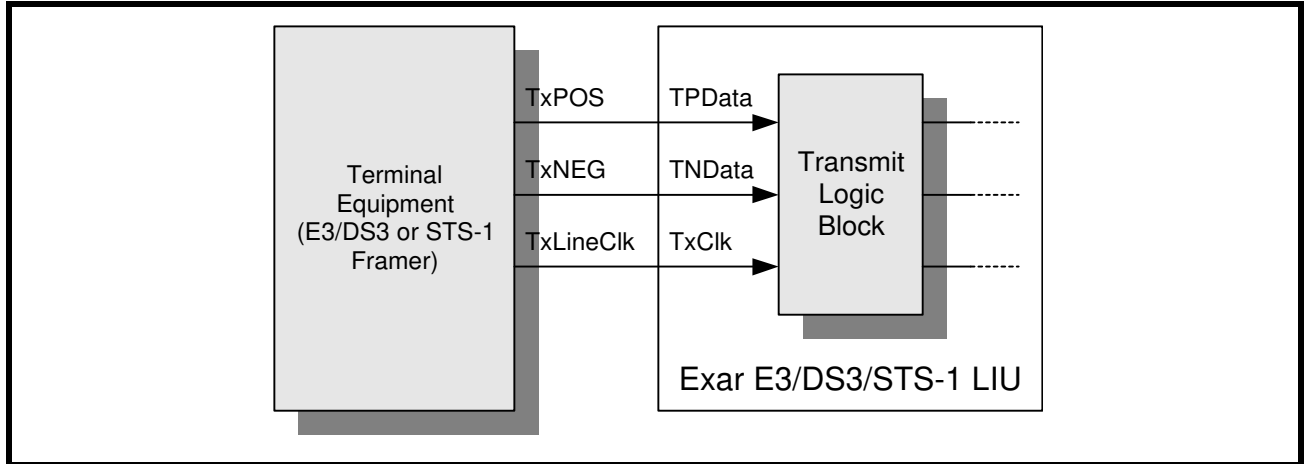 TxPOS TPData
TxNEG TNData
TxLineClk TxClk
Terminal
Equipment
(E3/DS3 or STS-1
Framer)
Transmit
Logic
Block
Exar E3/DS3/STS-1 LIU